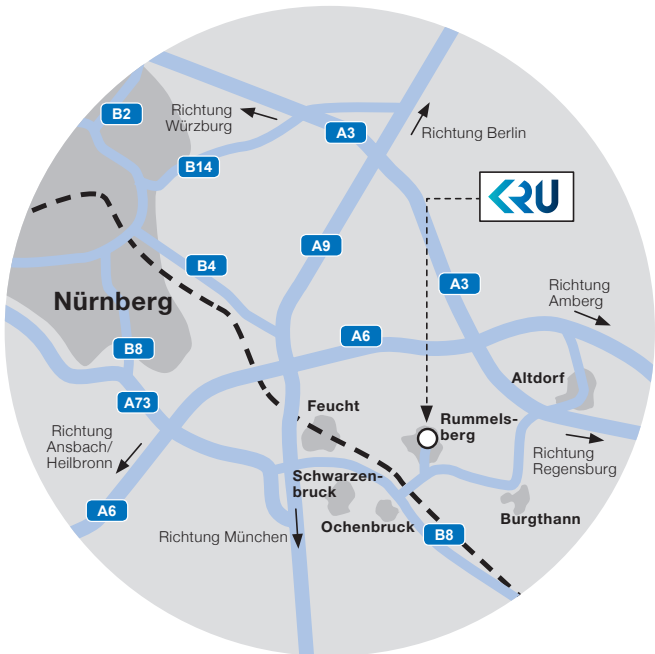 B2
Richtung
Würzburg
A3
Richtung Berlin
B14
KRU
A9
B4
A3
Richtung
Amberg
Nürnberg
A6
B8
Altdorf
A73
Feucht
Rummels-
berg
Richtung
Ansbach/
Heilbronn
Richtung
Regensburg
Schwarzen-
bruck
A6
Ochenbruck
Burgthann
Richtung München
B8